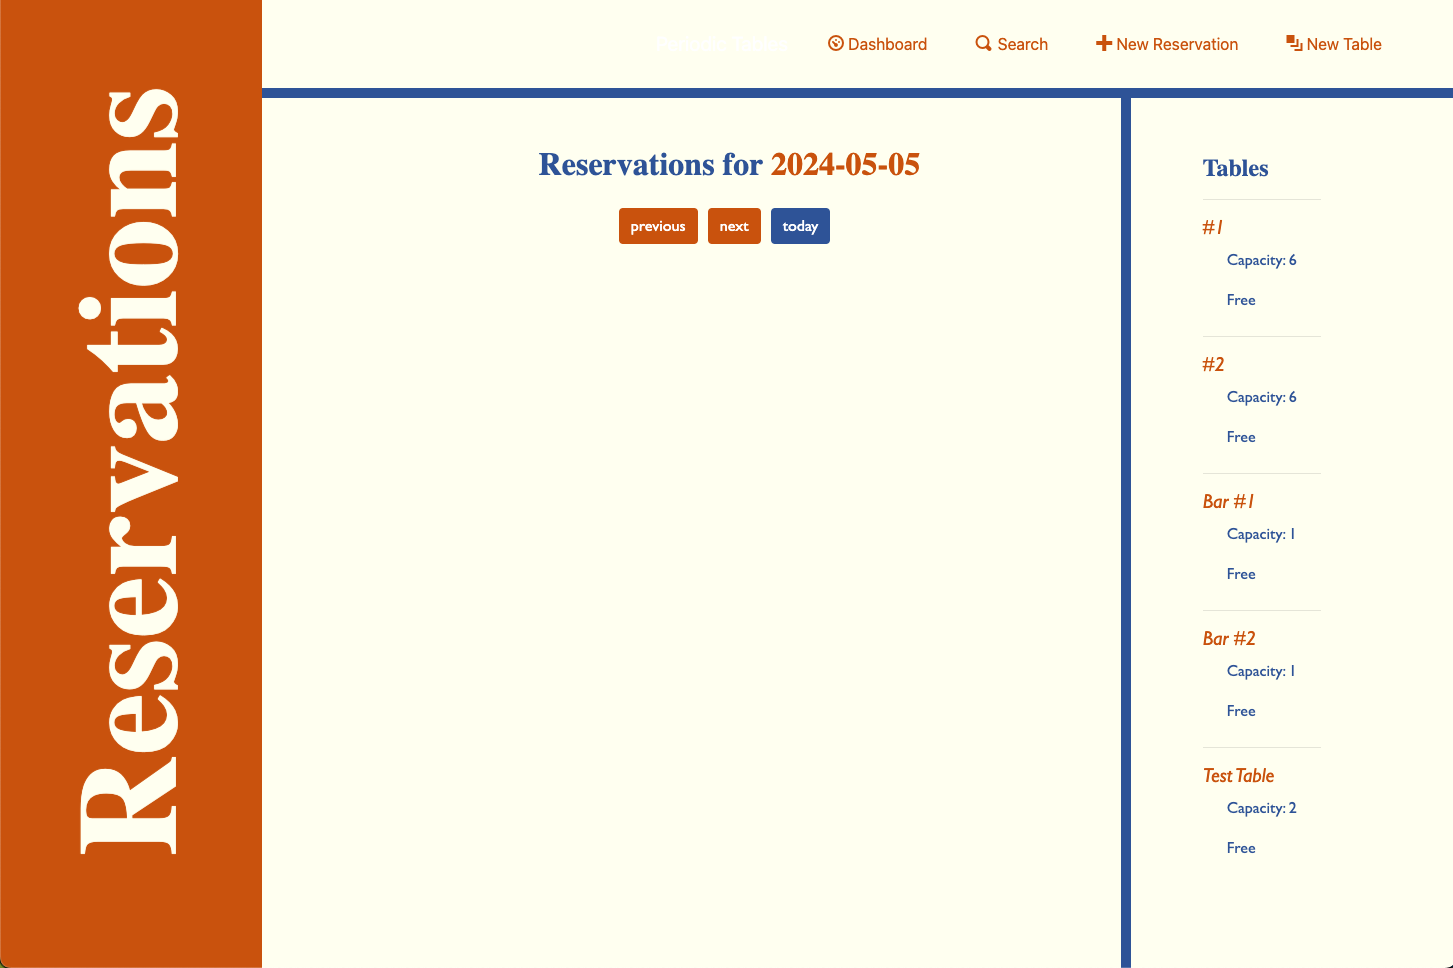 Reservations
Dashboard
Search
New Reservation
New Table
Reservations for 2024-05-05
previous
next
today
Tables
#1
Capacity: 6
Free
#2
Capacity: 6
Free
Bar #1
Capacity: 1
Free
Bar #2
Capacity: 1
Free
Test Table
Capacity: 2
Free